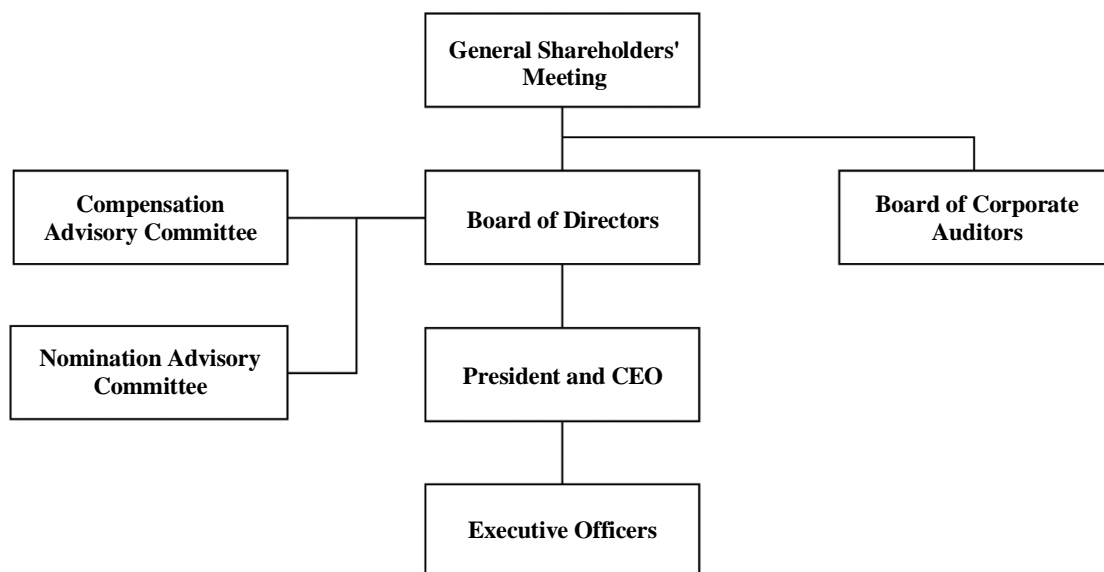 General Shareholders'
Meeting
Compensation
Advisory Committee
Board of Directors
Board of Corporate
Auditors
Nomination Advisory
Committee
President and CEO
Executive Officers